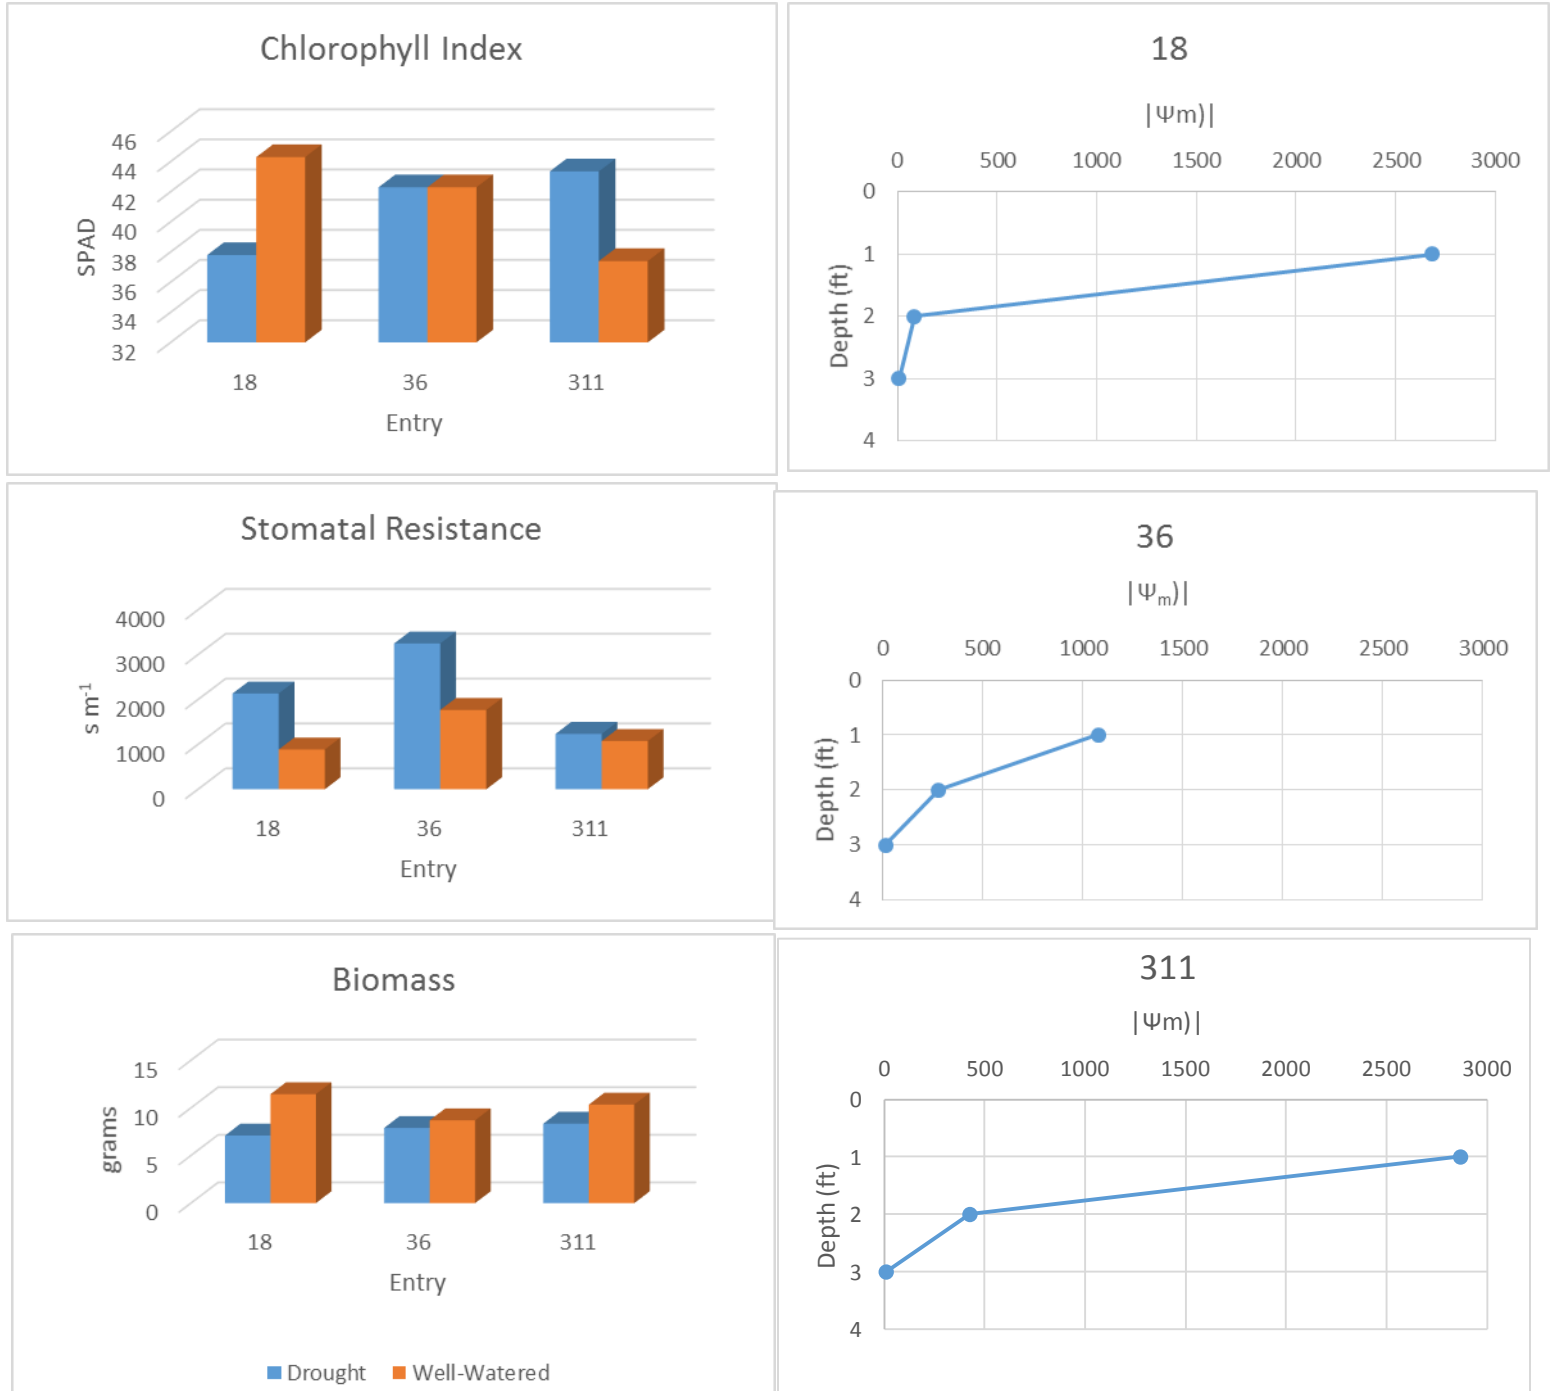 Chlorophyll Index
46
44
42
40
38
36
34
32
SPAD
18 36 311
Entry
18
|Ψm)|
0 500 1000 1500 2000 2500 3000
0
1
2
3
4
Depth (ft)
Stomatal Resistance
4000
3000
2000
1000
0
s m⁻¹
18 36 311
Entry
36
|Ψₘ)|
0 500 1000 1500 2000 2500 3000
0
1
2
3
4
Depth (ft)
Biomass
15
10
5
0
grams
18 36 311
Entry
Drought Well-Watered
311
|Ψm)|
0 500 1000 1500 2000 2500 3000
0
1
2
3
4
Depth (ft)